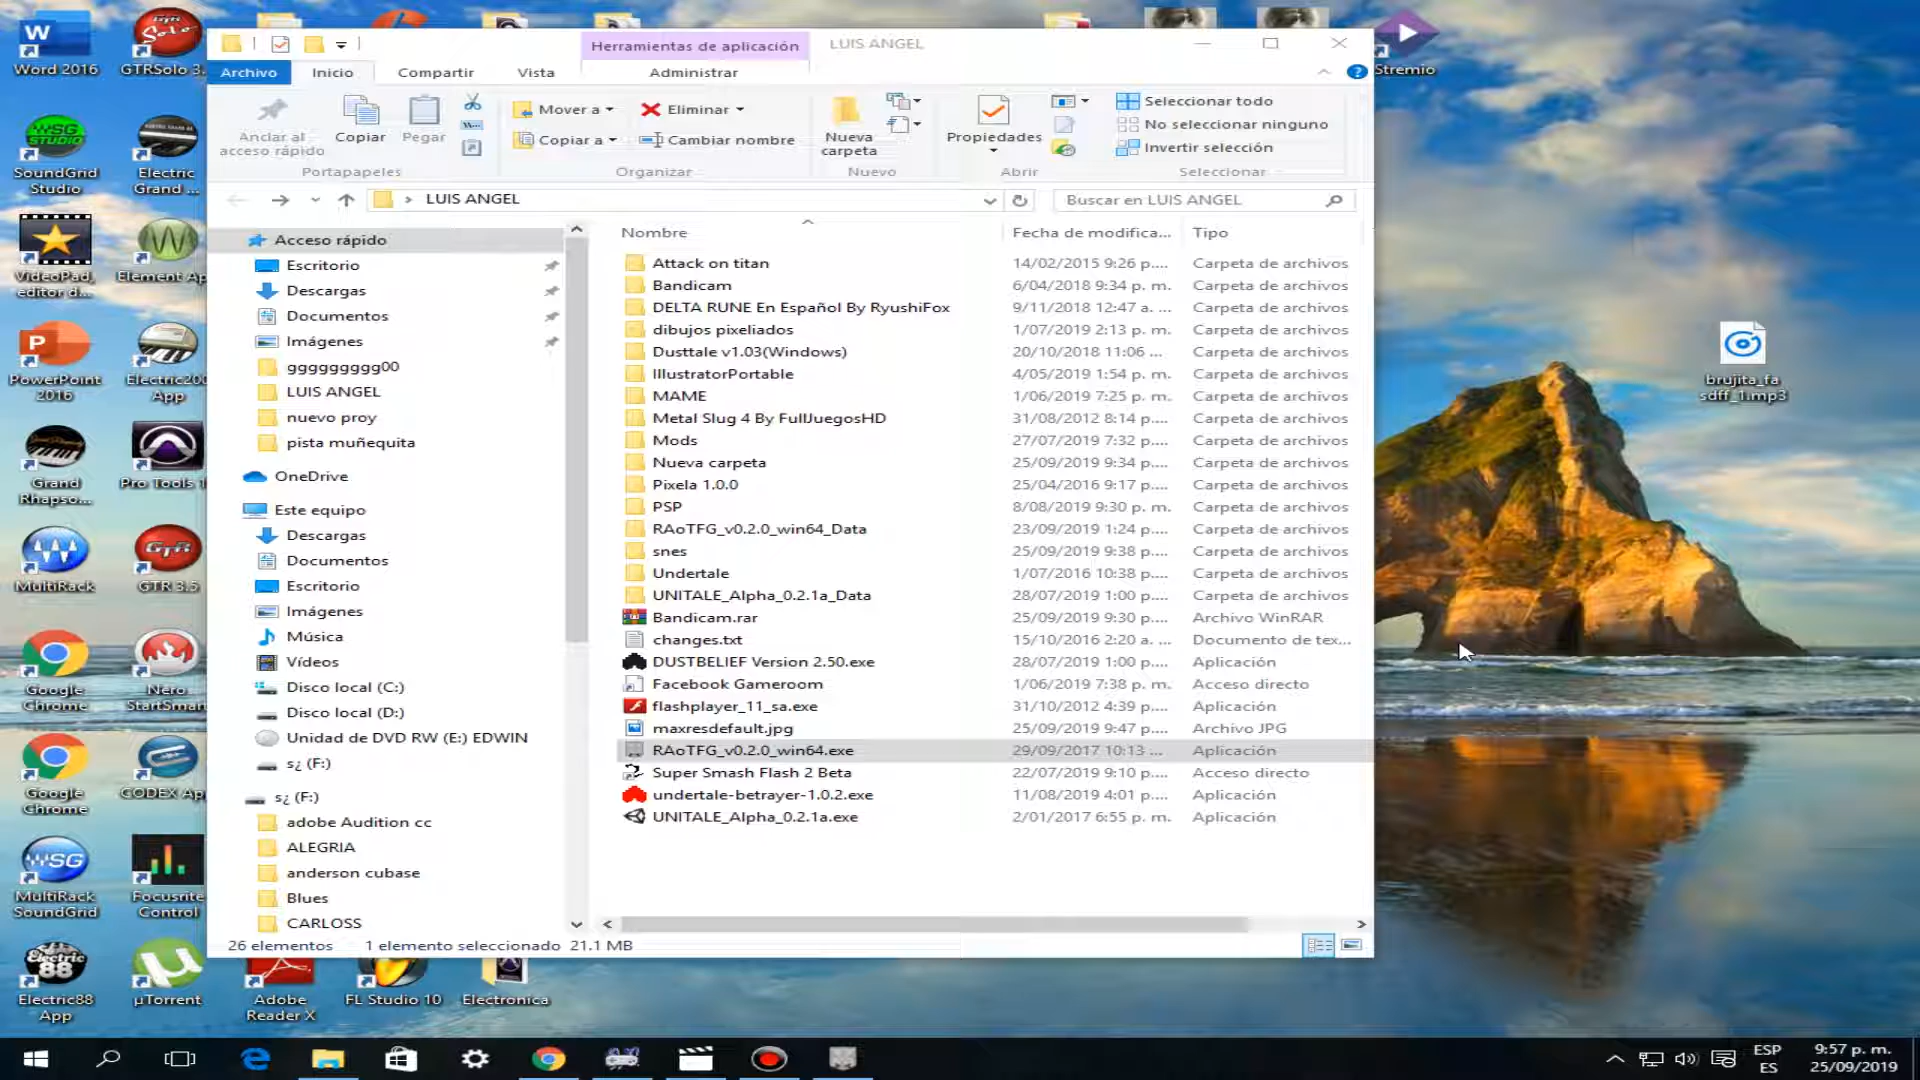 Word 2016
GTRSolo 3.
Stremio
SoundGrid
Studio
Electric
Grand ...
VideoPad,
editor d...
Element Ap
PowerPoint
2016
Electric200
App
Grand
Rhapso...
Pro Tools 1
MultiRack
GTR 3.5
Google
Chrome
Nero
StartSmar
Google
Chrome
CODEX Ap
MultiRack
SoundGrid
Focusrite
Control
Electric88
App
µTorrent
Adobe
Reader X
FL Studio 10
Electronica
brujita_fa
sdff_1.mp3
Herramientas de aplicación
LUIS ANGEL
Archivo
Inicio
Compartir
Vista
Administrar
Anclar al
acceso rápido
Copiar
Pegar
Portapapeles
Mover a
Copiar a
Eliminar
Cambiar nombre
Organizar
Nueva
carpeta
Nuevo
Propiedades
Abrir
Seleccionar todo
No seleccionar ninguno
Invertir selección
Seleccionar
LUIS ANGEL
Buscar en LUIS ANGEL
Acceso rápido
Escritorio
Descargas
Documentos
Imágenes
ggggggggg00
LUIS ANGEL
nuevo proy
pista muñequita
OneDrive
Este equipo
Descargas
Documentos
Escritorio
Imágenes
Música
Vídeos
Disco local (C:)
Disco local (D:)
Unidad de DVD RW (E:) EDWIN
s¿ (F:)
s¿ (F:)
adobe Audition cc
ALEGRIA
anderson cubase
Blues
CARLOSS
Nombre Fecha de modifica... Tipo
Attack on titan 14/02/2015 9:26 p.... Carpeta de archivos
Bandicam 6/04/2018 9:34 p. m. Carpeta de archivos
DELTA RUNE En Español By RyushiFox 9/11/2018 12:47 a. ... Carpeta de archivos
dibujos pixeliados 1/07/2019 2:13 p. m. Carpeta de archivos
Dusttale v1.03(Windows) 20/10/2018 11:06 ... Carpeta de archivos
IllustratorPortable 4/05/2019 1:54 p. m. Carpeta de archivos
MAME 1/06/2019 7:25 p. m. Carpeta de archivos
Metal Slug 4 By FullJuegosHD 31/08/2012 8:14 p.... Carpeta de archivos
Mods 27/07/2019 7:32 p.... Carpeta de archivos
Nueva carpeta 25/09/2019 9:34 p.... Carpeta de archivos
Pixela 1.0.0 25/04/2016 9:17 p.... Carpeta de archivos
PSP 8/08/2019 9:30 p. m. Carpeta de archivos
RAoTFG_v0.2.0_win64_Data 23/09/2019 1:24 p.... Carpeta de archivos
snes 25/09/2019 9:38 p.... Carpeta de archivos
Undertale 1/07/2016 10:38 p.... Carpeta de archivos
UNITALE_Alpha_0.2.1a_Data 28/07/2019 1:00 p.... Carpeta de archivos
Bandicam.rar 25/09/2019 9:30 p.... Archivo WinRAR
changes.txt 15/10/2016 2:20 a. ... Documento de tex...
DUSTBELIEF Version 2.50.exe 28/07/2019 1:00 p.... Aplicación
Facebook Gameroom 1/06/2019 7:38 p. m. Acceso directo
flashplayer_11_sa.exe 31/10/2012 4:39 p.... Aplicación
maxresdefault.jpg 25/09/2019 9:47 p.... Archivo JPG
RAoTFG_v0.2.0_win64.exe 29/09/2017 10:13 ... Aplicación
Super Smash Flash 2 Beta 22/07/2019 9:10 p.... Acceso directo
undertale-betrayer-1.0.2.exe 11/08/2019 4:01 p.... Aplicación
UNITALE_Alpha_0.2.1a.exe 2/01/2017 6:55 p. m. Aplicación
26 elementos 1 elemento seleccionado 21.1 MB
ESP
ES
9:57 p. m.
25/09/2019